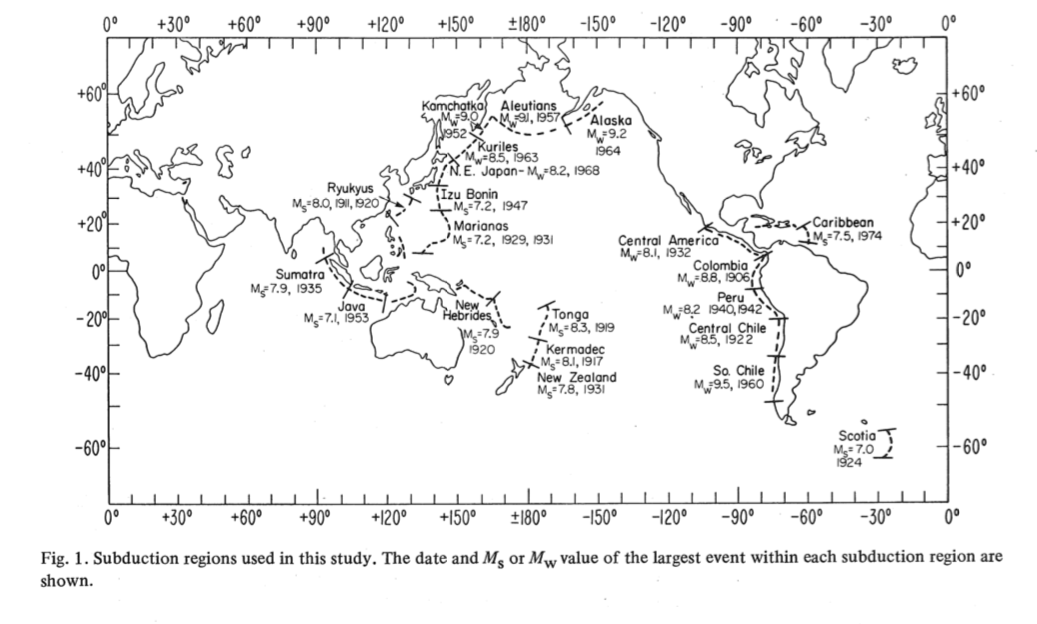 0° +30° +60° +90° +120° +150° ±180° -150° -120° -90° -60° -30° 0°
+60° +60°
+40° +40°
+20° +20°
0° 0°
-20° -20°
-40° -40°
-60° -60°
Kamchatka
Mw=9.0
1952
Aleutians
Mw=9.1, 1957
Alaska
Mw=9.2
1964
Kuriles
Mw=8.5, 1963
N.E. Japan-Mw=8.2, 1968
Ryukyus
Ms=8.0, 1911, 1920
Izu Bonin
Ms=7.2, 1947
Marianas
Ms=7.2, 1929, 1931
Sumatra
Ms=7.9, 1935
Java
Ms=7.1, 1953
New
Hebrides
Ms=7.9
1920
Tonga
Ms=8.3, 1919
Kermadec
Ms=8.1, 1917
New Zealand
Ms=7.8, 1931
Central America
Mw=8.1, 1932
Caribbean
Ms=7.5, 1974
Colombia
Mw=8.8, 1906
Peru
Mw=8.2 1940,1942
Central Chile
Mw=8.5, 1922
So. Chile
Mw=9.5, 1960
Scotia
Ms=7.0
1924
0° +30° +60° +90° +120° +150° ±180° -150° -120° -90° -60° -30° 0°
Fig. 1. Subduction regions used in this study. The date and Ms or Mw value of the largest event within each subduction region are
shown.